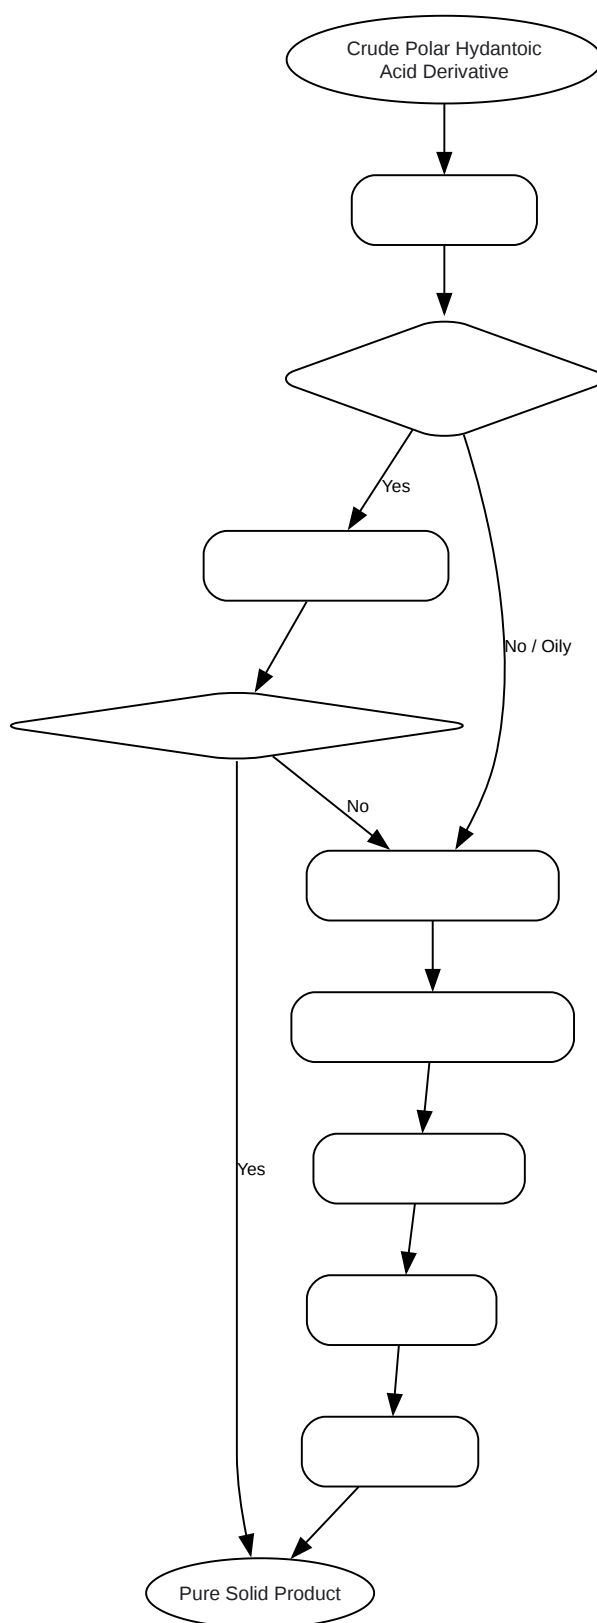 Crude Polar Hydantoic
Acid Derivative
Yes
No / Oily
No
Yes
Pure Solid Product